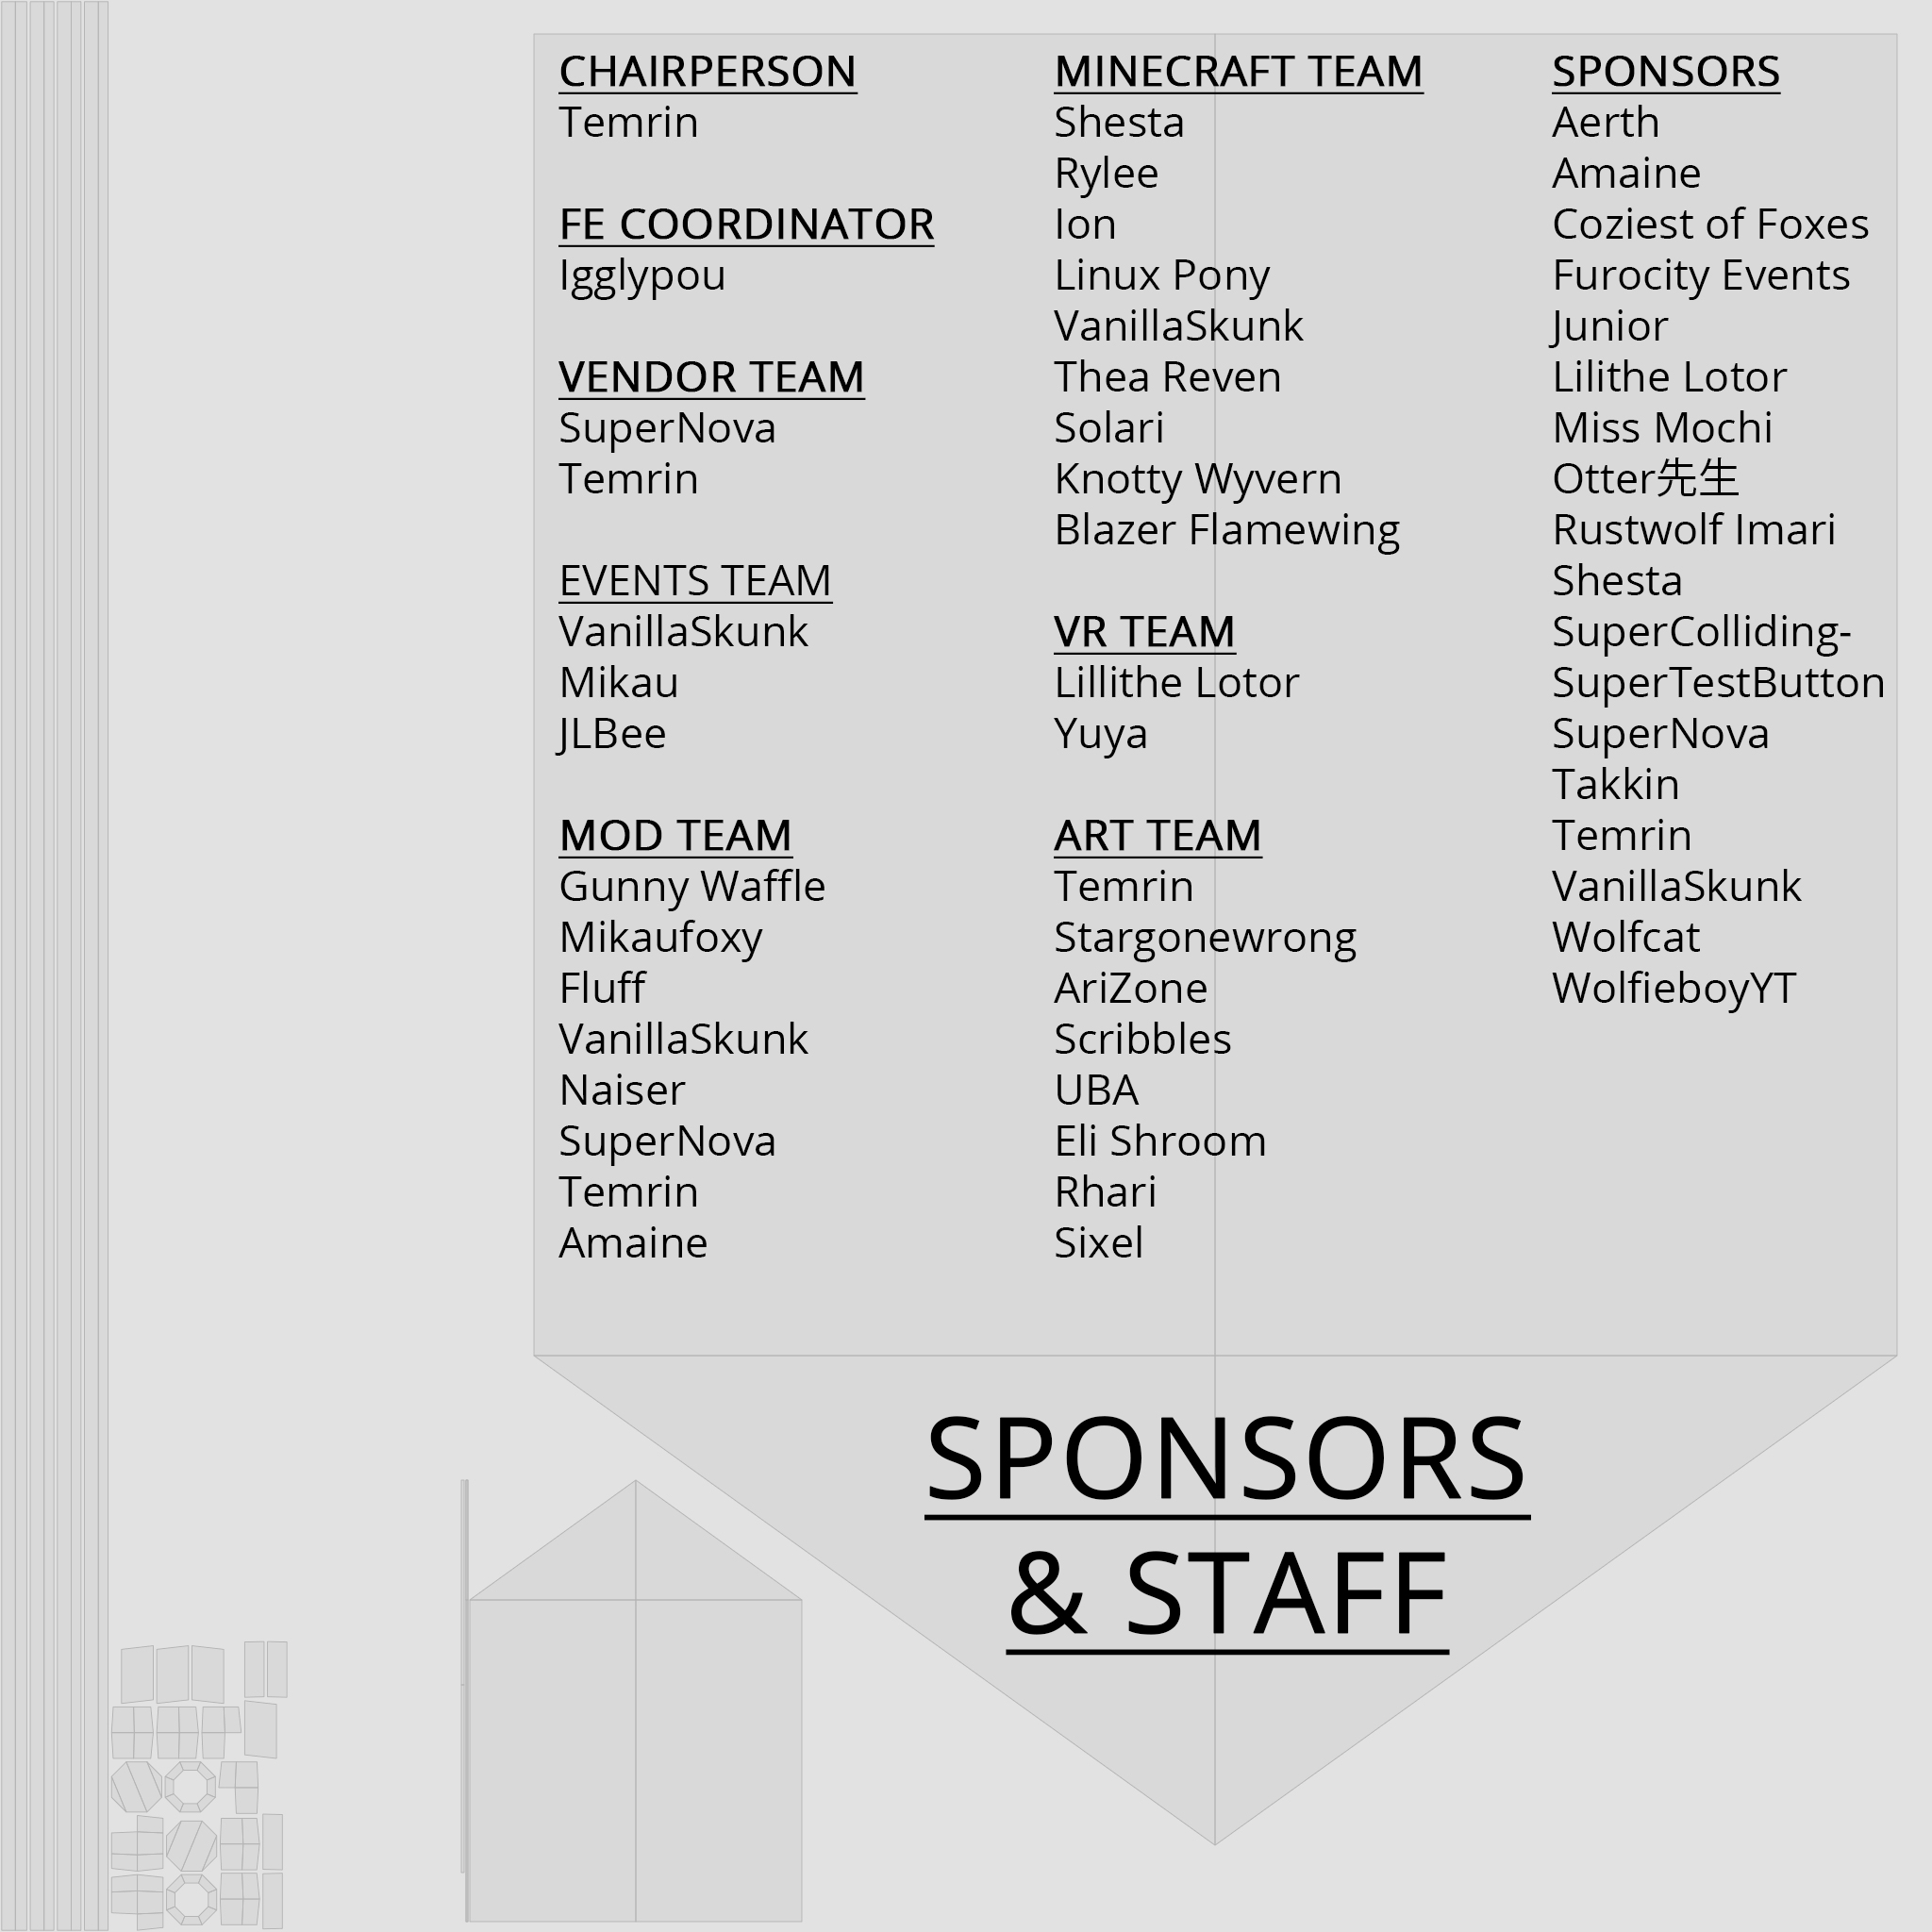 CHAIRPERSON
Temrin
FE COORDINATOR
Igglypou
VENDOR TEAM
SuperNova
Temrin
EVENTS TEAM
VanillaSkunk
Mikau
JLBee
MOD TEAM
Gunny Waffle
Mikaufoxy
Fluff
VanillaSkunk
Naiser
SuperNova
Temrin
Amaine
MINECRAFT TEAM
Shesta
Rylee
Ion
Linux Pony
VanillaSkunk
Thea Reven
Solari
Knotty Wyvern
Blazer Flamewing
VR TEAM
Lillithe Lotor
Yuya
ART TEAM
Temrin
Stargonewrong
AriZone
Scribbles
UBA
Eli Shroom
Rhari
Sixel
SPONSORS
Aerth
Amaine
Coziest of Foxes
Furocity Events
Junior
Lilithe Lotor
Miss Mochi
Otter先生
Rustwolf Imari
Shesta
SuperColliding-
SuperTestButton
SuperNova
Takkin
Temrin
VanillaSkunk
Wolfcat
WolfieboyYT
SPONSORS
& STAFF